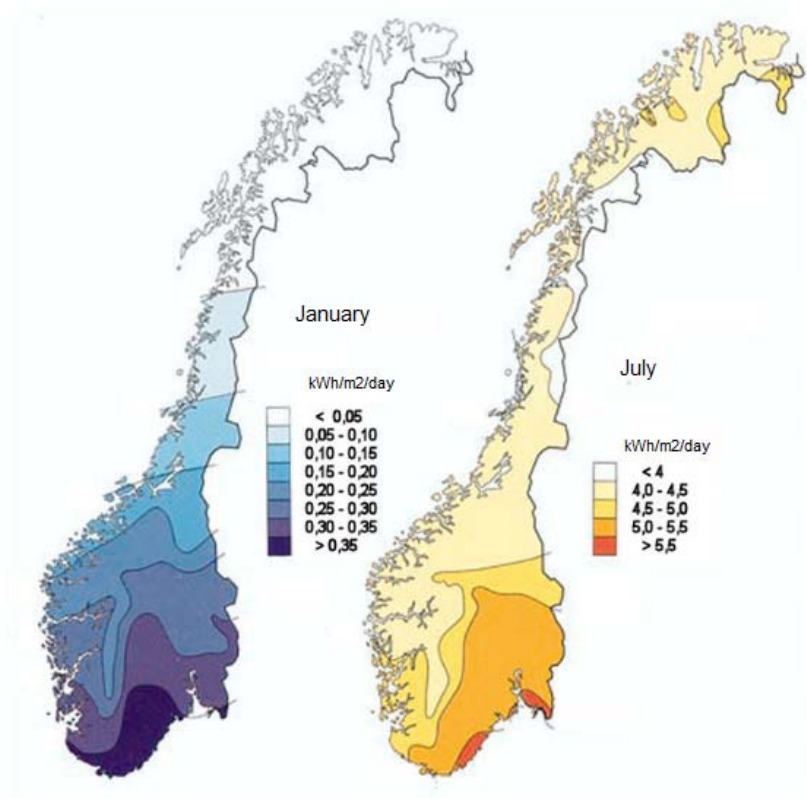 January
kWh/m2/day
< 0,05
0,05 - 0,10
0,10 - 0,15
0,15 - 0,20
0,20 - 0,25
0,25 - 0,30
0,30 - 0,35
> 0,35
July
kWh/m2/day
< 4
4,0 - 4,5
4,5 - 5,0
5,0 - 5,5
> 5,5